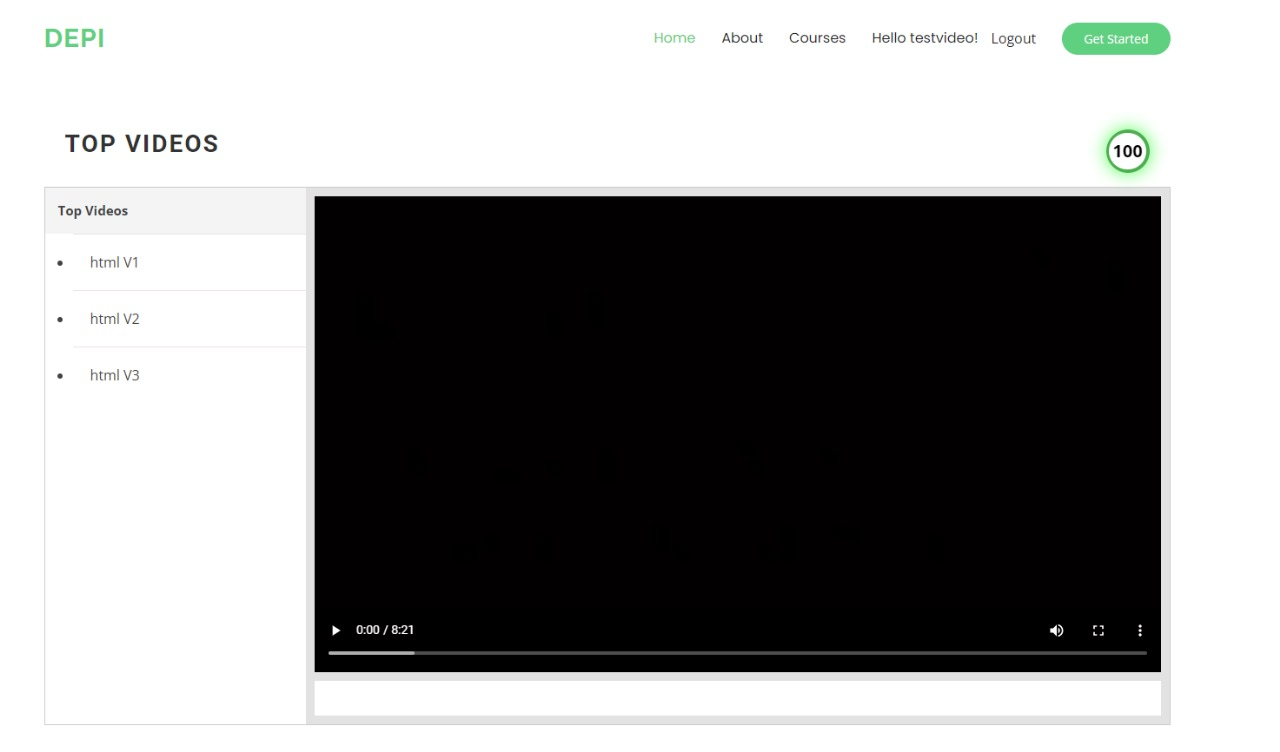 DEPI
Home About Courses Hello testvideo! Logout Get Started
TOP VIDEOS
100
Top Videos
html V1
html V2
html V3
0:00 / 8:21